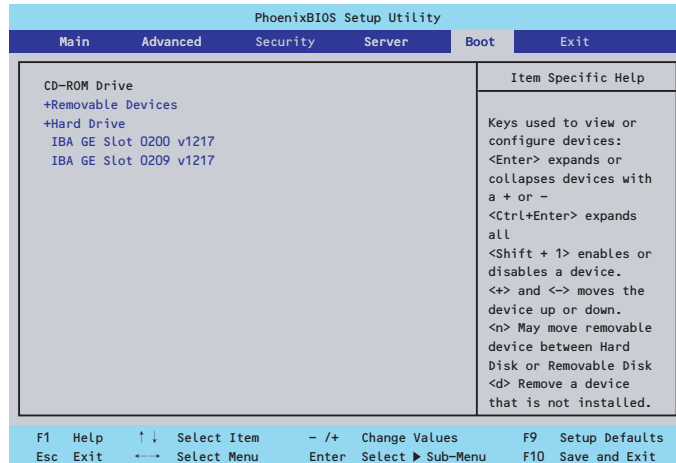 PhoenixBIOS Setup Utility
Main Advanced Security Server Boot Exit
CD-ROM Drive
+Removable Devices
+Hard Drive
IBA GE Slot 0200 v1217
IBA GE Slot 0209 v1217
Item Specific Help
Keys used to view or
configure devices:
<Enter> expands or
collapses devices with
a + or -
<Ctrl+Enter> expands
all
<Shift + 1> enables or
disables a device.
<+> and <-> moves the
device up or down.
<n> May move removable
device between Hard
Disk or Removable Disk
<d> Remove a device
that is not installed.
F1 Help ↑↓ Select Item - /+ Change Values F9 Setup Defaults
Esc Exit ←→ Select Menu Enter Select ▶ Sub-Menu F10 Save and Exit